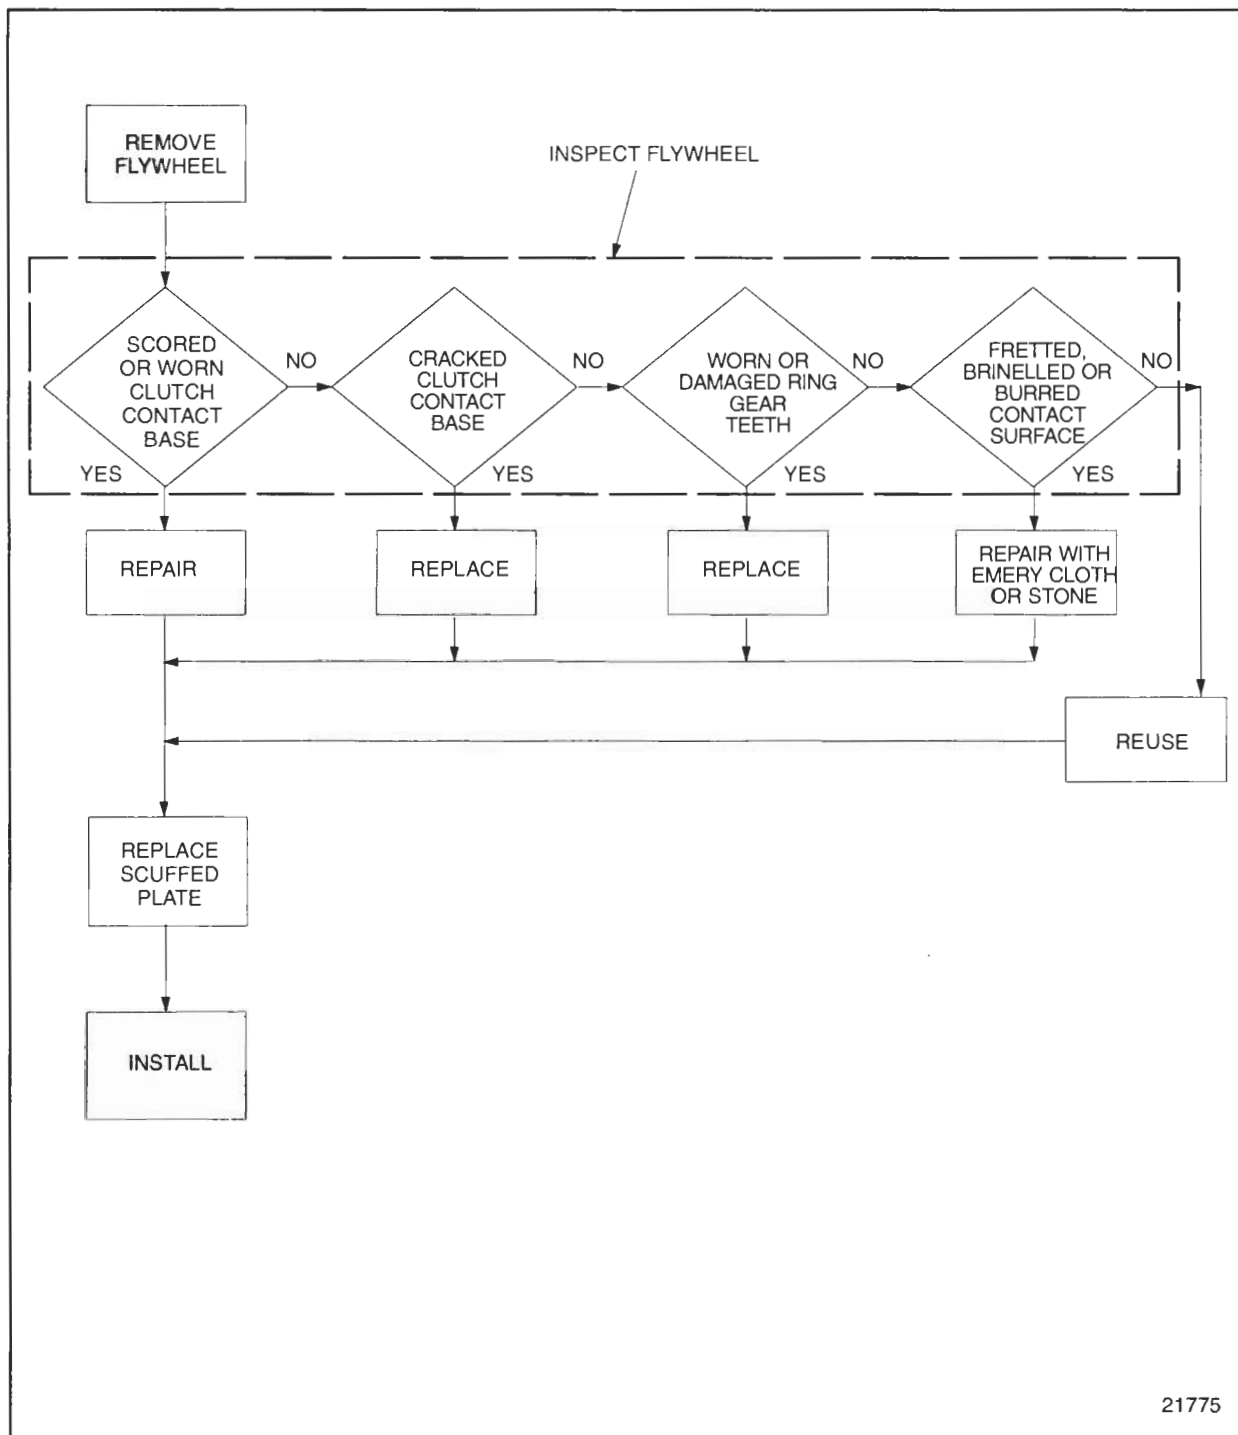 REMOVE
FLYWHEEL
INSPECT FLYWHEEL
SCORED
OR WORN
CLUTCH
CONTACT
BASE
NO
YES
CRACKED
CLUTCH
CONTACT
BASE
NO
YES
WORN OR
DAMAGED RING
GEAR
TEETH
NO
YES
FRETTED,
BRINELLED OR
BURRED
CONTACT
SURFACE
NO
YES
REPAIR
REPLACE
REPLACE
REPAIR WITH
EMERY CLOTH
OR STONE
REUSE
REPLACE
SCUFFED
PLATE
INSTALL
21775